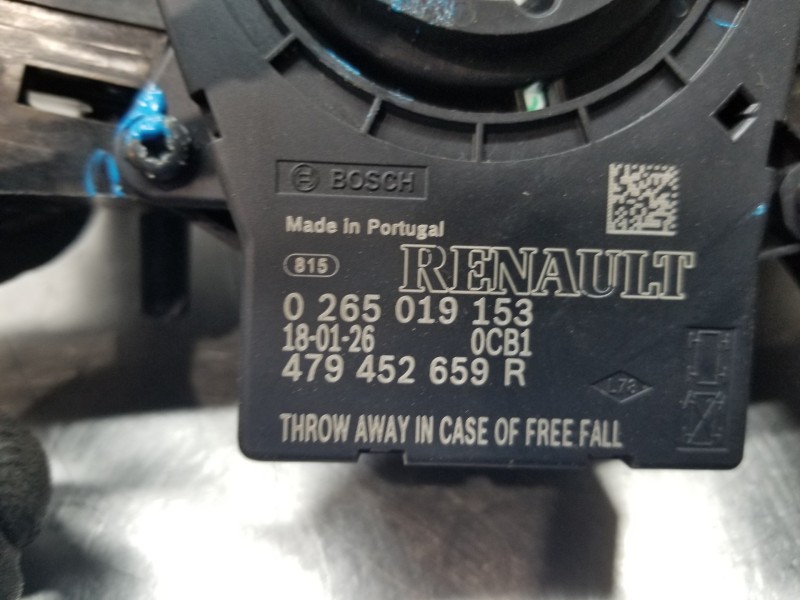 BOSCH
Made in Portugal
815
RENAULT
0 265 019 153
18-01-26 0CB1
479 452 659 R
L78
THROW AWAY IN CASE OF FREE FALL